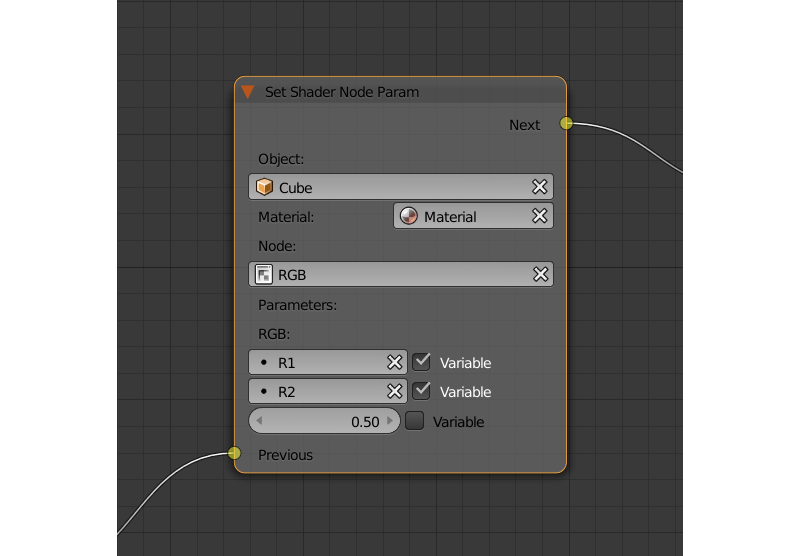 Set Shader Node Param
Next
Object:
Cube
Material: Material
Node:
RGB
Parameters:
RGB:
R1 Variable
R2 Variable
0.50 Variable
Previous